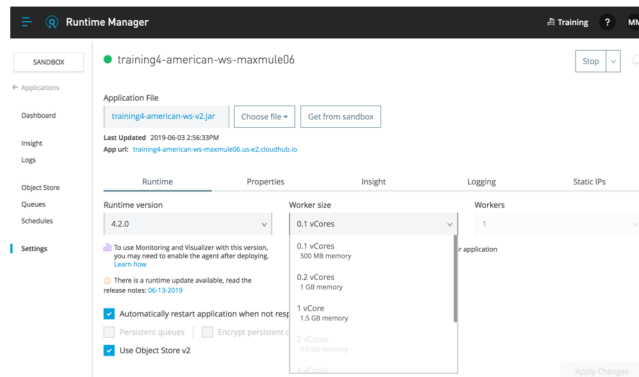 Runtime Manager
Training
?
MM
SANDBOX
training4-american-ws-maxmule06
Stop
Applications
Application File
Dashboard
training4-american-ws-v2.jar
Choose file
Get from sandbox
Last Updated 2019-06-03 2:56:33PM
Insight
App url: training4-american-ws-maxmule06.us-e2.cloudhub.io
Logs
Runtime
Properties
Insight
Logging
Static IPs
Object Store
Queues
Runtime version
Worker size
Workers
Schedules
4.2.0
0.1 vCores
1
Settings
To use Monitoring and Visualizer with this version,
you may need to enable the agent after deploying.
Learn how
0.1 vCores
500 MB memory
r application
There is a runtime update available, read the
release notes: 06-13-2019
0.2 vCores
1 GB memory
1 vCore
1.5 GB memory
Automatically restart application when not resp
Persistent queues
Encrypt persistent q
2 vCores
3.5 GB memory
Use Object Store v2
4 vCores
Apply Changes